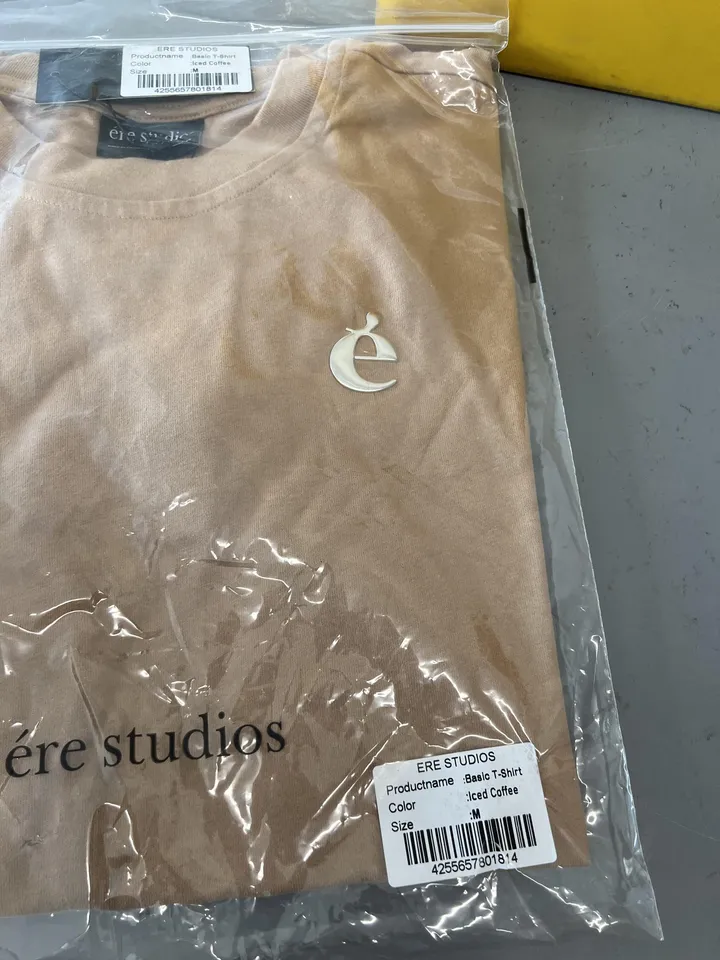 ERE STUDIOS
Productname :Basic T-Shirt
Color :Iced Coffee
Size :M
4255657801814
ére studios
é
ére studios
ERE STUDIOS
Productname :Basic T-Shirt
Color :Iced Coffee
Size :M
4255657801814